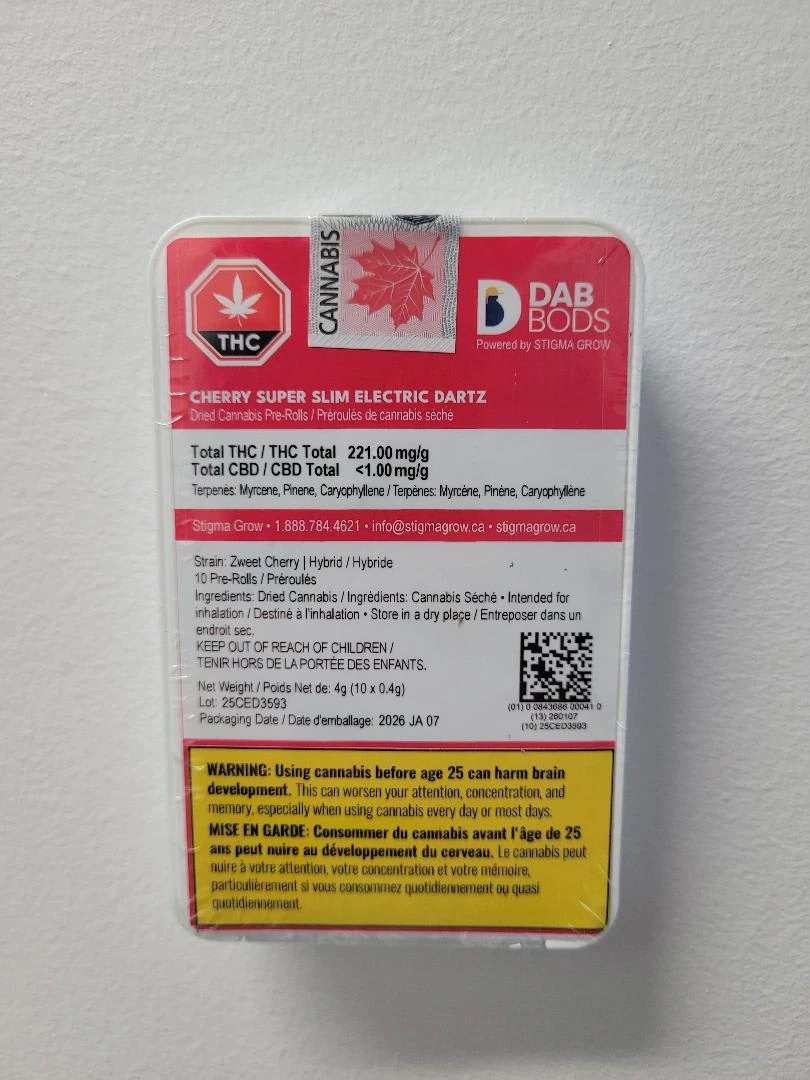 CANNABIS
THC
DAB
BODS
Powered by STIGMA GROW
CHERRY SUPER SLIM ELECTRIC DARTZ
Dried Cannabis Pre-Rolls / Préroulés de cannabis séché
Total THC / THC Total 221.00 mg/g
Total CBD / CBD Total <1.00 mg/g
Terpenes: Myrcene, Pinene, Caryophyllene / Terpènes: Myrcéne, Pinéne, Caryophyllène
Stigma Grow • 1.888.784.4621 • info@stigmagrow.ca • stigmagrow.ca
Strain: Zweet Cherry | Hybrid / Hybride
10 Pre-Rolls / Préroulés
Ingredients: Dried Cannabis / Ingrédients: Cannabis Séché • Intended for
inhalation / Destiné à l'inhalation • Store in a dry place / Entreposer dans un
endroit sec.
KEEP OUT OF REACH OF CHILDREN /
TENIR HORS DE LA PORTÉE DES ENFANTS.
Net Weight / Poids Net de: 4g (10 x 0.4g)
Lot: 25CED3593
Packaging Date / Date d'emballage: 2026 JA 07
(01) 0 0843686 00041 0
(13) 260107
(10) 25CED3593
WARNING: Using cannabis before age 25 can harm brain
development. This can worsen your attention, concentration, and
memory, especially when using cannabis every day or most days.
MISE EN GARDE: Consommer du cannabis avant l'âge de 25
ans peut nuire au développement du cerveau. Le cannabis peut
nuire à votre attention, votre concentration et votre mémoire,
particulièrement si vous consommez quotidiennement ou quasi
quotidiennement.